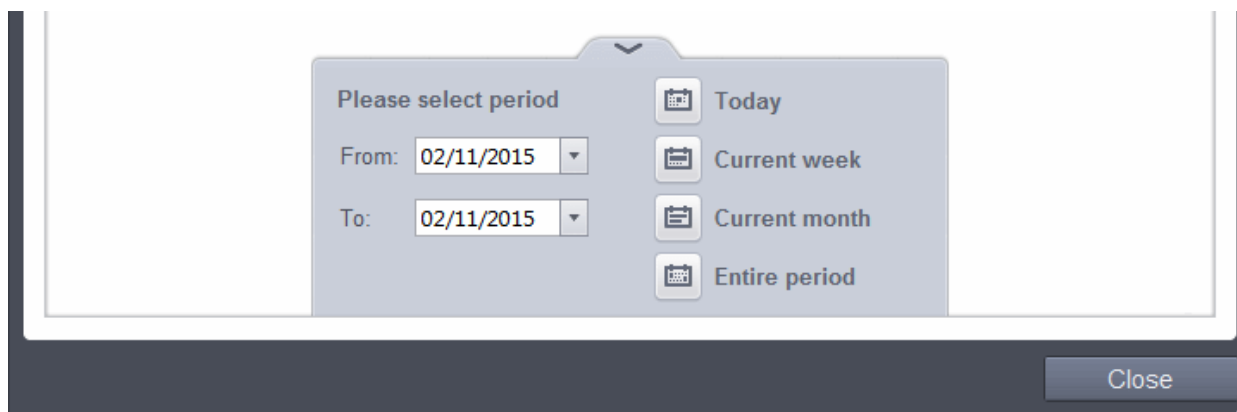 Please select period
From: 02/11/2015
To: 02/11/2015
Today
Current week
Current month
Entire period
Close